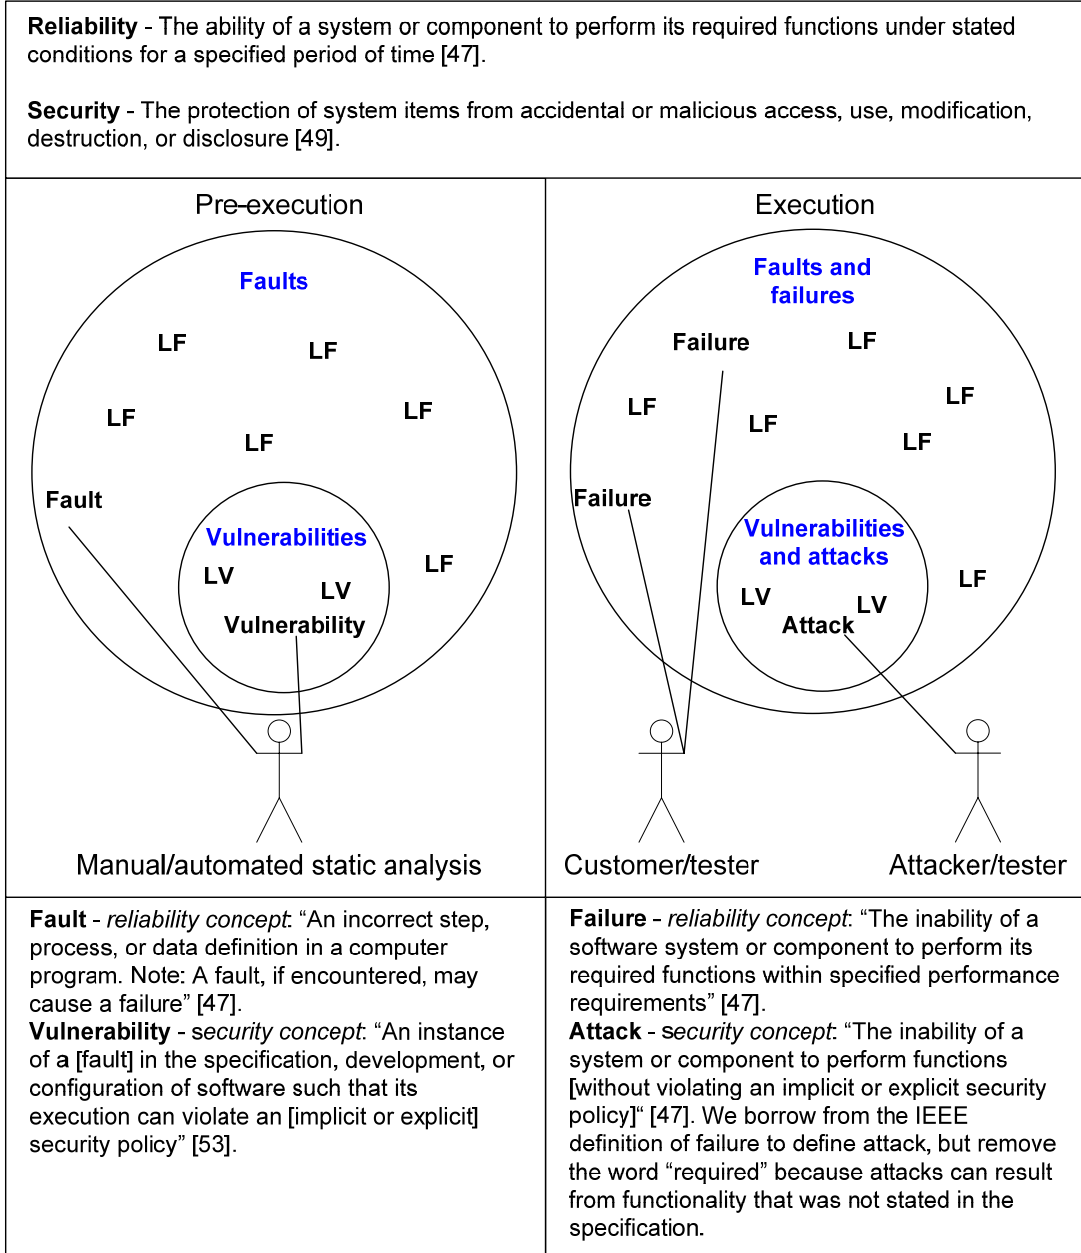 Reliability - The ability of a system or component to perform its required functions under stated
conditions for a specified period of time [47].
Security - The protection of system items from accidental or malicious access, use, modification,
destruction, or disclosure [49].
Pre-execution
Faults
LF
LF
LF
LF
LF
Fault
Vulnerabilities
LF
LV
LV
Vulnerability
Manual/automated static analysis
Execution
Faults and
failures
Failure
LF
LF
LF
LF
LF
Failure
Vulnerabilities
and attacks
LF
LV
LV
Attack
Customer/tester
Attacker/tester
Fault - reliability concept: “An incorrect step,
process, or data definition in a computer
program. Note: A fault, if encountered, may
cause a failure” [47].
Vulnerability - security concept: “An instance
of a [fault] in the specification, development, or
configuration of software such that its
execution can violate an [implicit or explicit]
security policy” [53].
Failure - reliability concept: “The inability of a
software system or component to perform its
required functions within specified performance
requirements” [47].
Attack - security concept: “The inability of a
system or component to perform functions
[without violating an implicit or explicit security
policy]“ [47]. We borrow from the IEEE
definition of failure to define attack, but remove
the word “required” because attacks can result
from functionality that was not stated in the
specification.